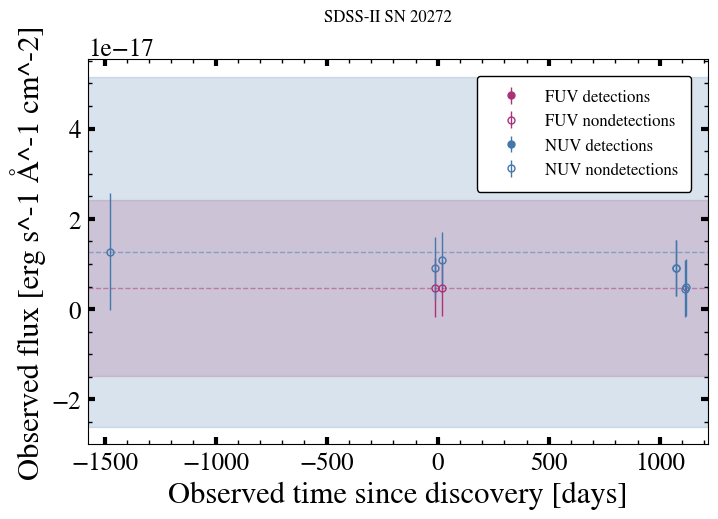 SDSS-II SN 20272
1e−17
Observed flux [erg s^-1 Å^-1 cm^-2]
4
2
0
−2
FUV detections
FUV nondetections
NUV detections
NUV nondetections
−1500 −1000 −500 0 500 1000
Observed time since discovery [days]